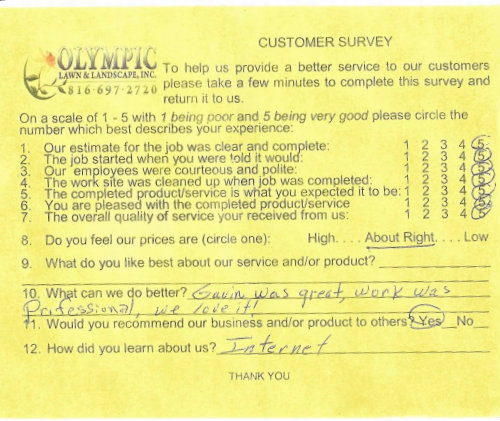 CUSTOMER SURVEY
OLYMPIC
LAWN & LANDSCAPE, INC.
816-697-2720
To help us provide a better service to our customers
please take a few minutes to complete this survey and
return it to us.
On a scale of 1 - 5 with 1 being poor and 5 being very good please circle the
number which best describes your experience:
1. Our estimate for the job was clear and complete: 1 2 3 4 5
2. The job started when you were told it would: 1 2 3 4 5
3. Our employees were courteous and polite: 1 2 3 4 5
4. The work site was cleaned up when job was completed: 1 2 3 4 5
5. The completed product/service is what you expected it to be: 1 2 3 4 5
6. You are pleased with the completed product/service 1 2 3 4 5
7. The overall quality of service your received from us: 1 2 3 4 5
8. Do you feel our prices are (circle one): High. . . . About Right. . . . Low
9. What do you like best about our service and/or product?
10. What can we do better? Gavin was great, work was
Proffessional, we love it!
11. Would you recommend our business and/or product to others? Yes No
12. How did you learn about us? Internet
THANK YOU